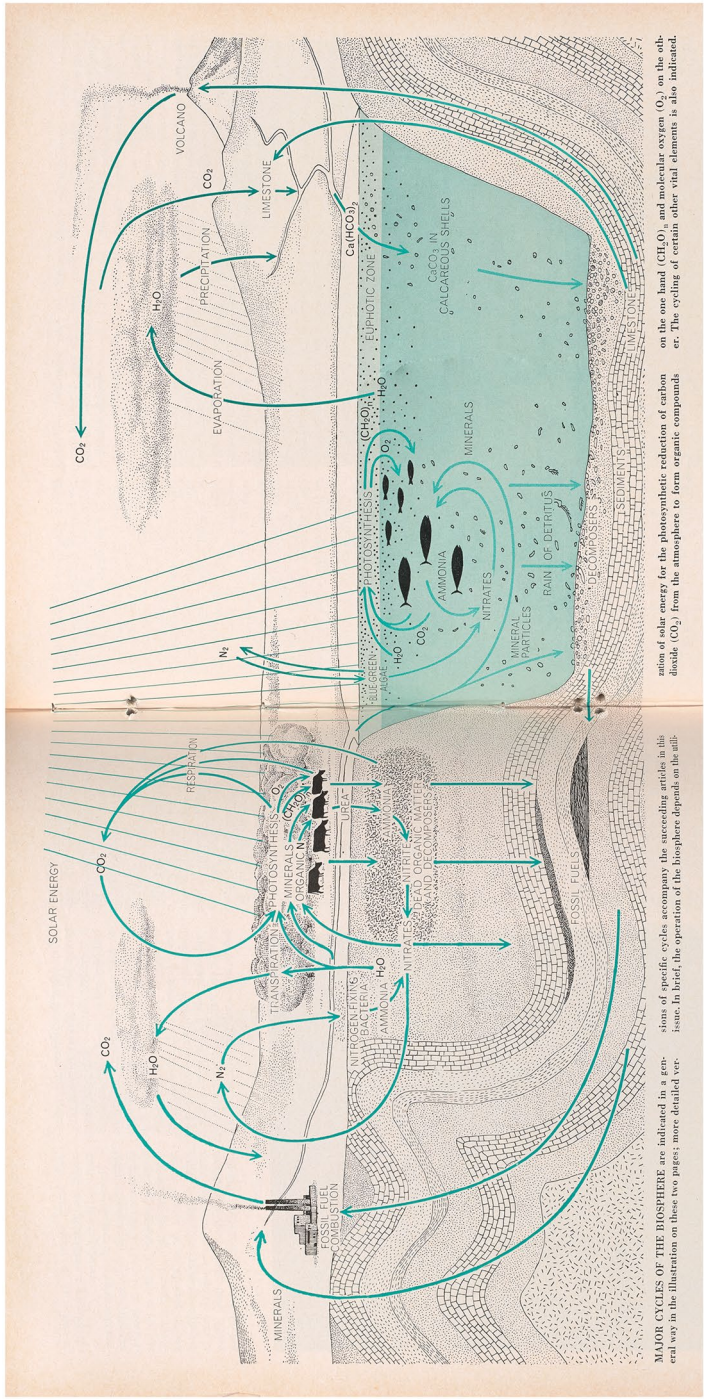 SOLAR ENERGY
CO2
CO2
H2O
N2
RESPIRATION
TRANSPIRATION
PHOTOSYNTHESIS
O2
MINERALS
(CH2O)n
ORGANIC N
UREA
NITROGEN-FIXING
BACTERIA
AMMONIA
H2O
NITRATES
NITRITE
AMMONIA
DEAD ORGANIC MATTER
AND DECOMPOSERS
FOSSIL FUEL
COMBUSTION
MINERALS
FOSSIL FUELS
N2
BLUE-GREEN
ALGAE
PHOTOSYNTHESIS
(CH2O)n
O2
H2O
CO2
AMMONIA
NITRATES
MINERALS
MINERAL
PARTICLES
RAIN OF DETRITUS
DECOMPOSERS
SEDIMENTS
H2O
EVAPORATION
H2O
PRECIPITATION
CO2
CO2
VOLCANO
LIMESTONE
Ca(HCO3)2
EUPHOTIC ZONE
CaCO3 IN
CALCAREOUS SHELLS
LIMESTONE
MAJOR CYCLES OF THE BIOSPHERE are indicated in a gen-
eral way in the illustration on these two pages; more detailed ver-
sions of specific cycles accompany the succeeding articles in this
issue. In brief, the operation of the biosphere depends on the utili-
zation of solar energy for the photosynthetic reduction of carbon
dioxide (CO2) from the atmosphere to form organic compounds
on the one hand (CH2O)n and molecular oxygen (O2) on the oth-
er. The cycling of certain other vital elements is also indicated.